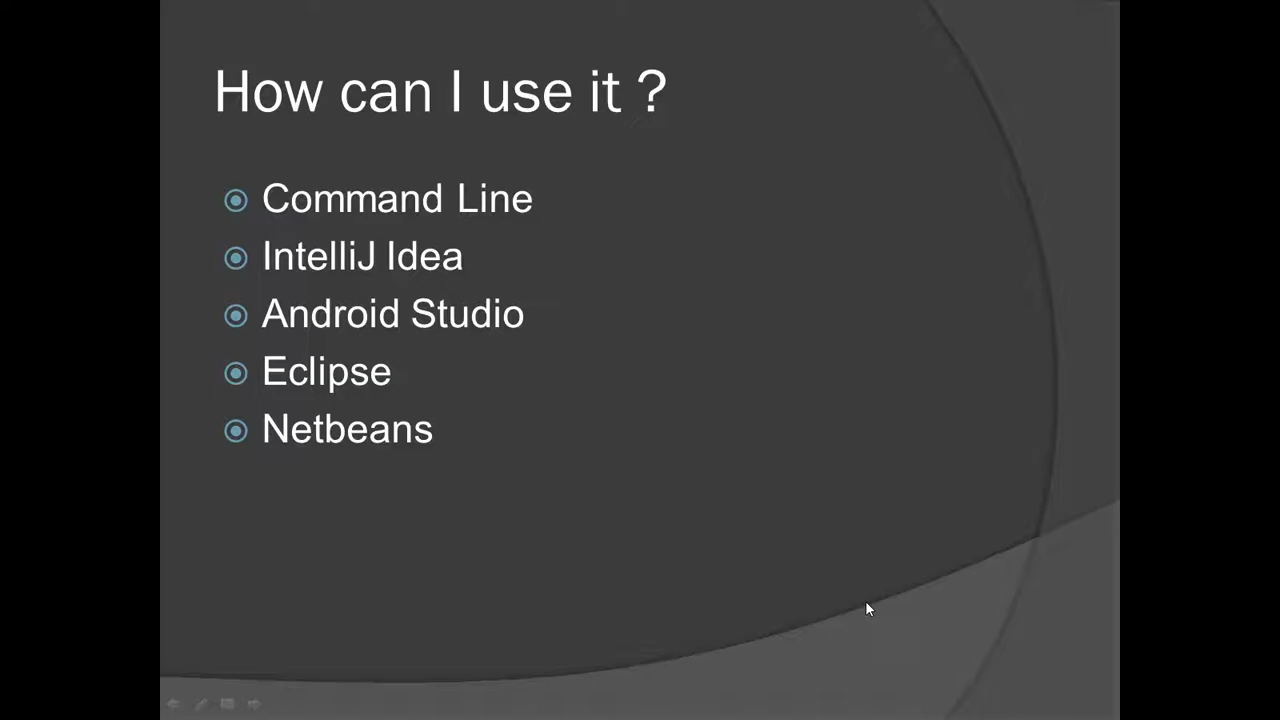 How can I use it ?
Command Line
IntelliJ Idea
Android Studio
Eclipse
Netbeans